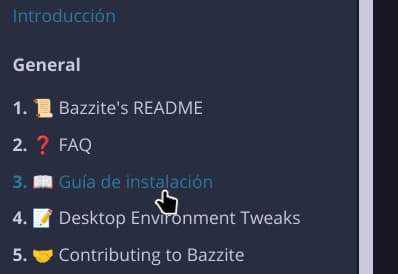 Introducción
General
1. 📜 Bazzite's README
2. ❓ FAQ
3. 📖 Guía de instalación
4. 📝 Desktop Environment Tweaks
5. 🤝 Contributing to Bazzite